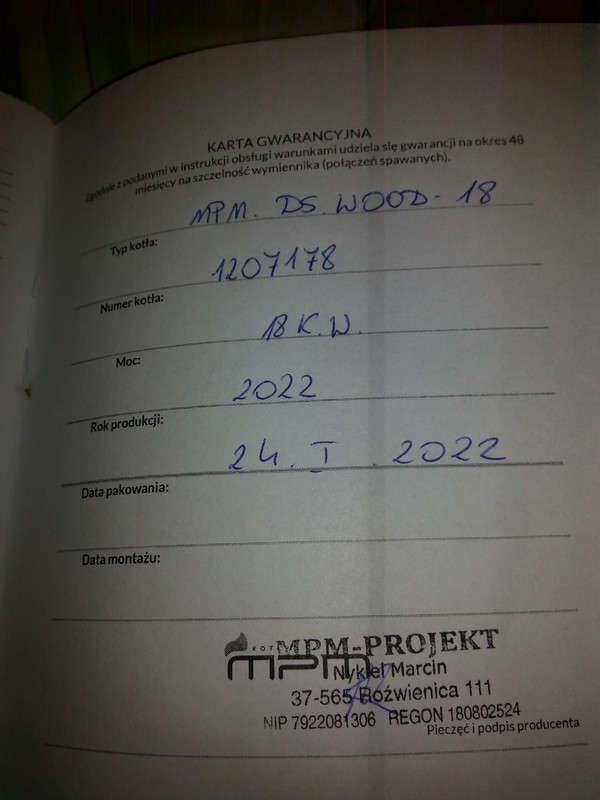 KARTA GWARANCYJNA
Zgodnie z podanymi w instrukcji obsługi warunkami udziela się gwarancji na okres 48
miesięcy na szczelność wymiennika (połączeń spawanych).
MPM. DS. WOOD - 18
Typ kotła:
1207178
Numer kotła:
18 K.W.
Moc:
2022
Rok produkcji:
24. I . 2022
Data pakowania:
Data montażu:
MPM-PROJEKT
KOT
mpm
Nykiel Marcin
37-565 Bożwienica 111
NIP 7922081306 REGON 180802524
Pieczęć i podpis producenta